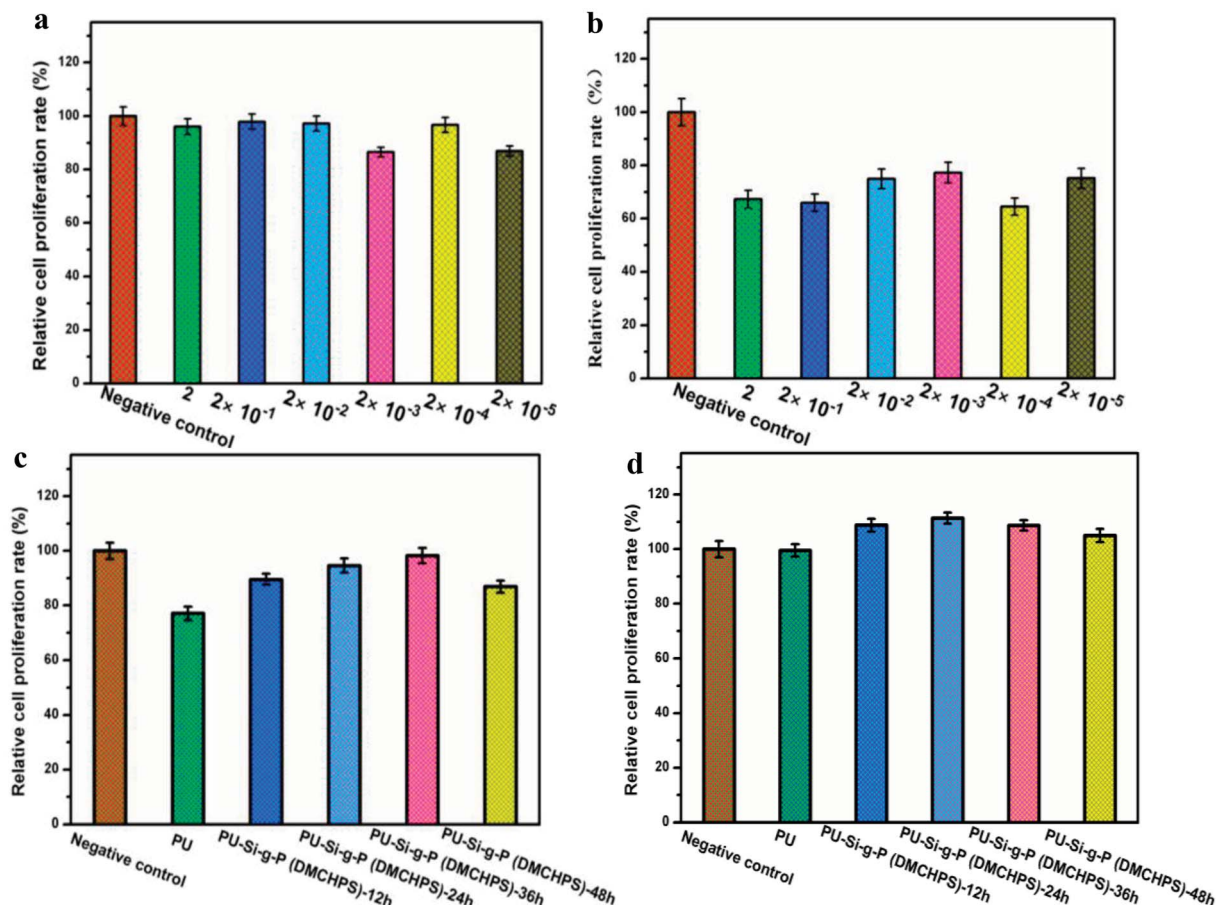 a
Relative cell proliferation rate (%)
120
100
80
60
40
20
0
Negative control
2
2× 10-1
2× 10-2
2× 10-3
2× 10-4
2× 10-5
b
Relative cell proliferation rate (%)
120
100
80
60
40
20
0
Negative control
2
2× 10-1
2× 10-2
2× 10-3
2× 10-4
2× 10-5
c
Relative cell proliferation rate (%)
120
100
80
60
40
20
0
Negative control
PU
PU-Si-g-P (DMCHPS)-12h
PU-Si-g-P (DMCHPS)-24h
PU-Si-g-P (DMCHPS)-36h
PU-Si-g-P (DMCHPS)-48h
d
Relative cell proliferation rate (%)
120
100
80
60
40
20
0
Negative control
PU
PU-Si-g-P (DMCHPS)-12h
PU-Si-g-P (DMCHPS)-24h
PU-Si-g-P (DMCHPS)-36h
PU-Si-g-P (DMCHPS)-48h